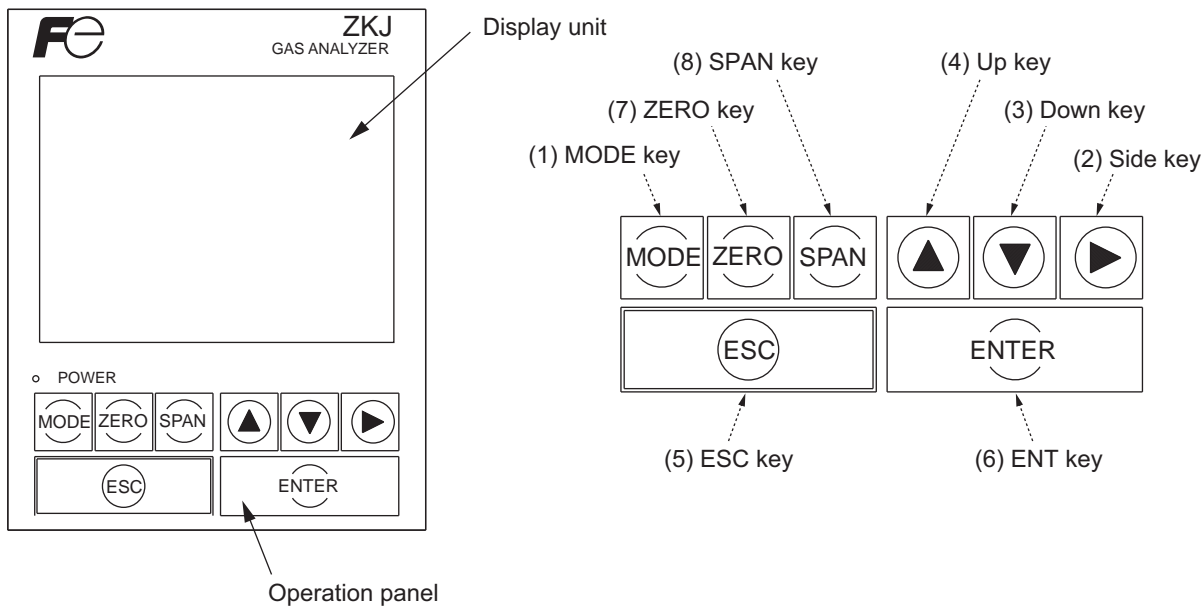 Fe
ZKJ
GAS ANALYZER
Display unit
POWER
MODE ZERO SPAN
ESC ENTER
Operation panel
(8) SPAN key (4) Up key
(7) ZERO key (3) Down key
(1) MODE key (2) Side key
MODE ZERO SPAN
ESC ENTER
(5) ESC key (6) ENT key